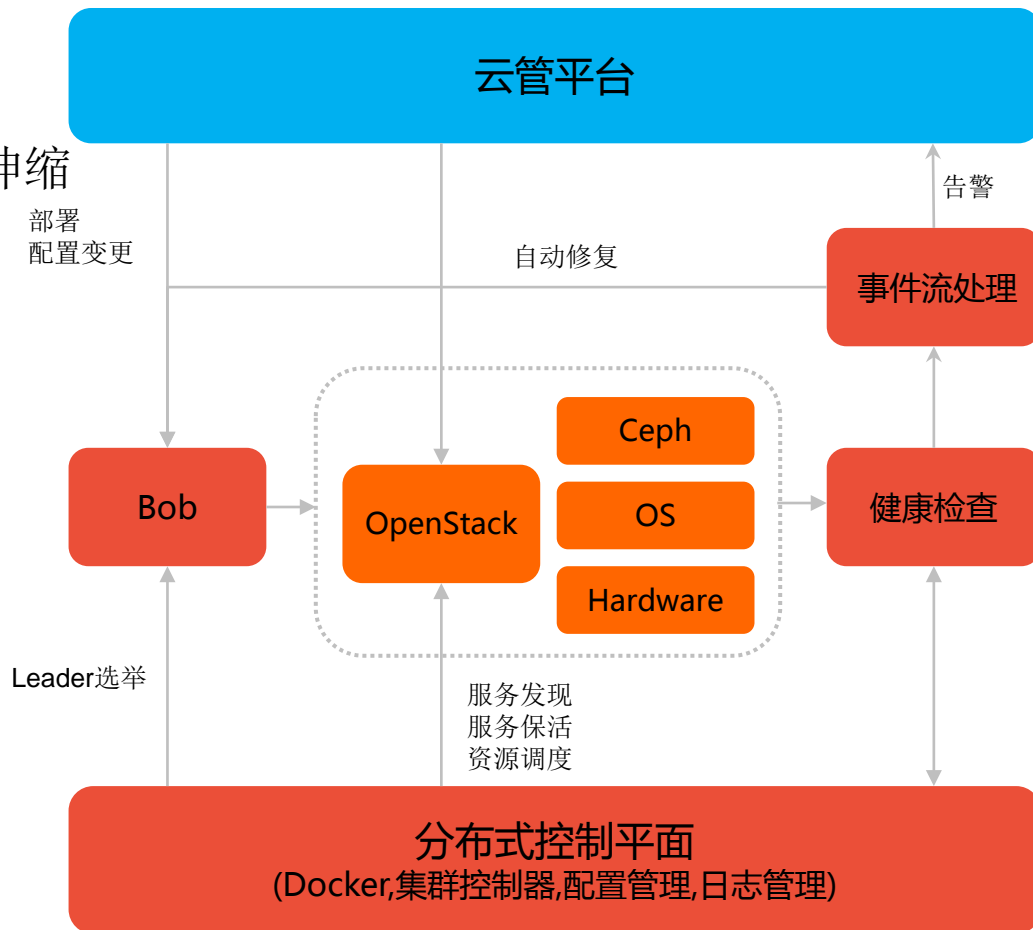 云管平台
伸缩
部署
配置变更
自动修复
告警
事件流处理
Ceph
Bob
OpenStack
OS
健康检查
Hardware
Leader选举
服务发现
服务保活
资源调度
分布式控制平面
(Docker,集群控制器,配置管理,日志管理)